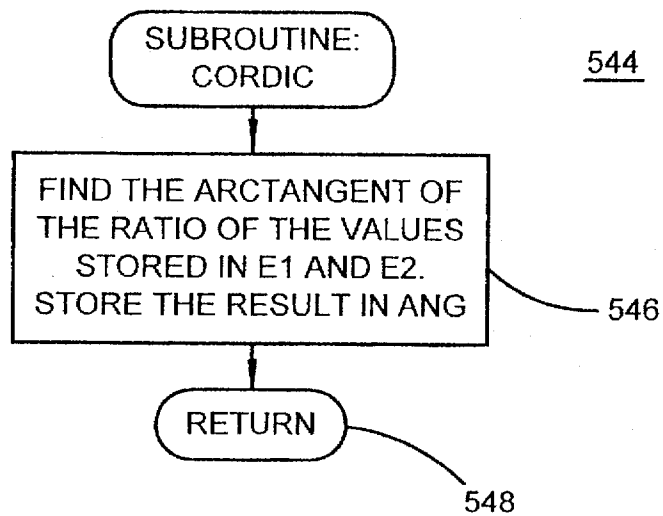 SUBROUTINE:
CORDIC
544
FIND THE ARCTANGENT OF
THE RATIO OF THE VALUES
STORED IN E1 AND E2.
STORE THE RESULT IN ANG
546
RETURN
548